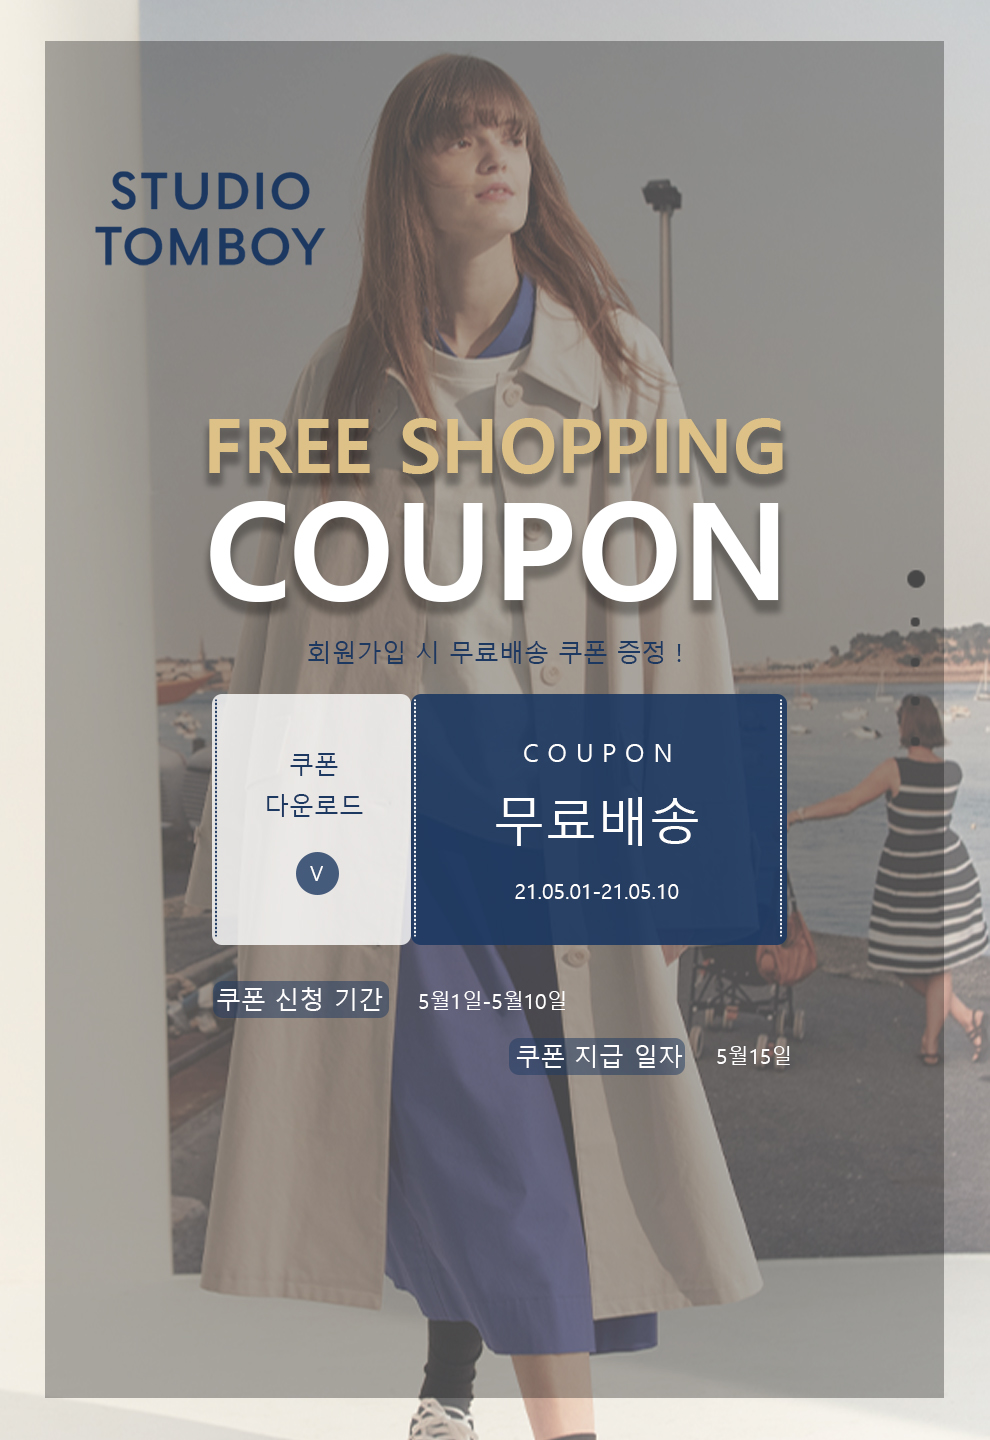 STUDIO
TOMBOY
FREE SHOPPING
COUPON
회원가입 시 무료배송 쿠폰 증정 !
쿠폰
다운로드
V
COUPON
무료배송
21.05.01-21.05.10
쿠폰 신청 기간 5월1일-5월10일
쿠폰 지급 일자 5월15일